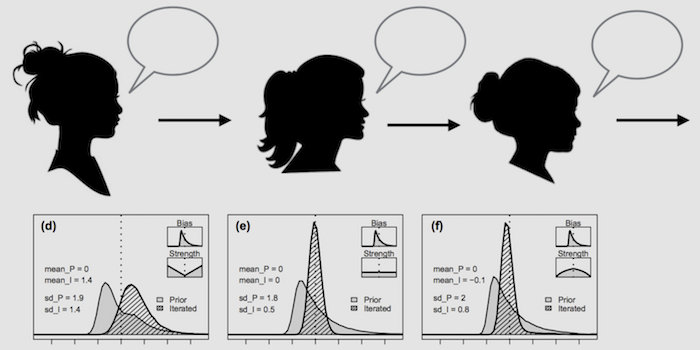 (d)
Bias
Strength
mean_P = 0
mean_I = 1.4
sd_P = 1.9
sd_I = 1.4
Prior
Iterated
(e)
Bias
Strength
mean_P = 0
mean_I = 0
sd_P = 1.8
sd_I = 0.5
Prior
Iterated
(f)
Bias
Strength
mean_P = 0
mean_I = −0.1
sd_P = 2
sd_I = 0.8
Prior
Iterated